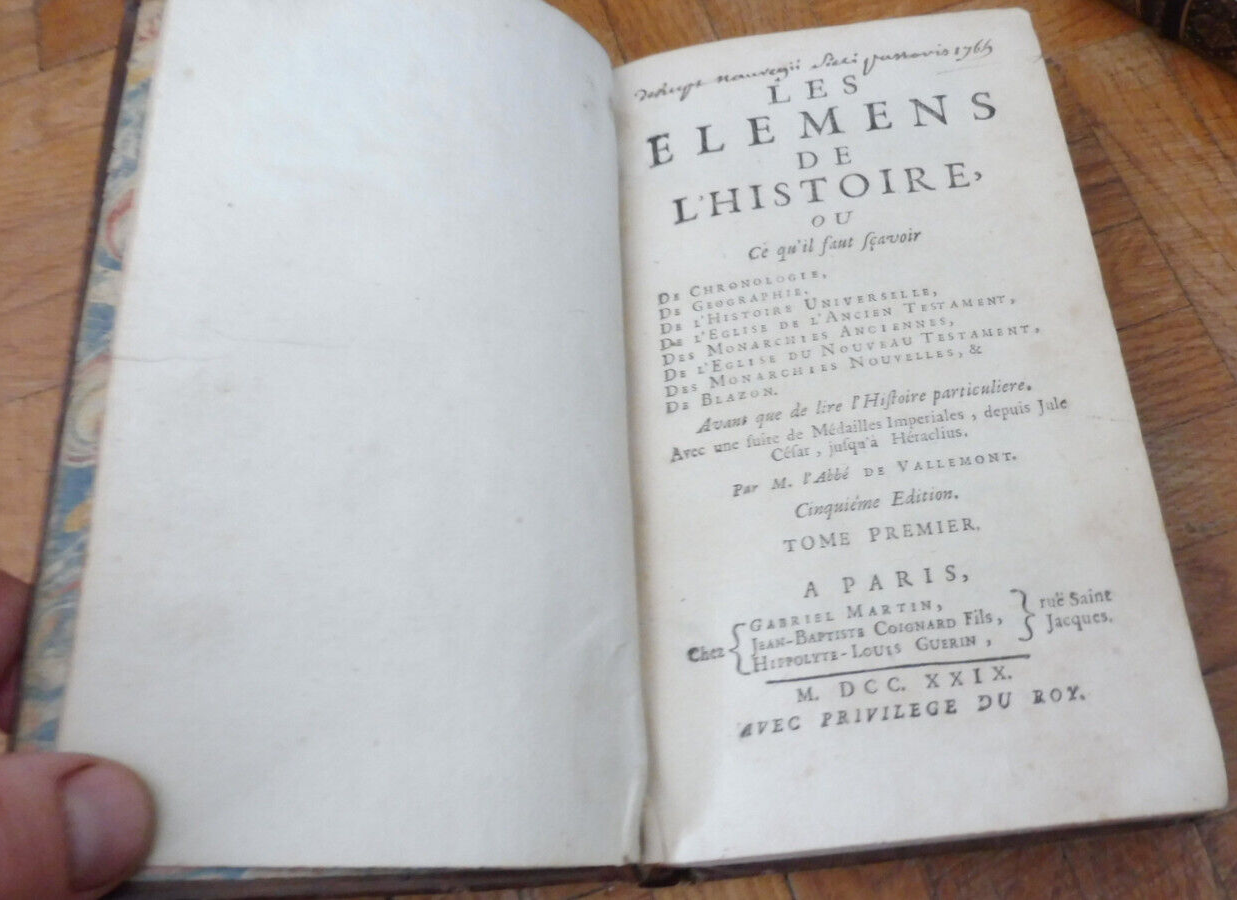 1765
LES
ELEMENS
DE
L'HISTOIRE,
OU
Ce qu'il faut sçavoir
DE CHRONOLOGIE,
DE GEOGRAPHIE,
DE L'HISTOIRE UNIVERSELLE,
DE L'EGLISE DE L'ANCIEN TESTAMENT,
DES MONARCHIES ANCIENNES,
DE L'EGLISE DU NOUVEAU TESTAMENT,
DES MONARCHIES NOUVELLES, &
DE BLAZON.
Avant que de lire l'Histoire particuliere.
Avec une suite de Médailles Imperiales, depuis Jule
César, jusqu'à Héraclius.
Par M. l'Abbé DE VALLEMONT.
Cinquiéme Edition.
TOME PREMIER.
A PARIS,
Chez { GABRIEL MARTIN,
JEAN-BAPTISTE COIGNARD Fils,
HIPPOLYTE-LOUIS GUERIN, } ruë Saint
Jacques.
M. DCC. XXIX.
AVEC PRIVILEGE DU ROY.